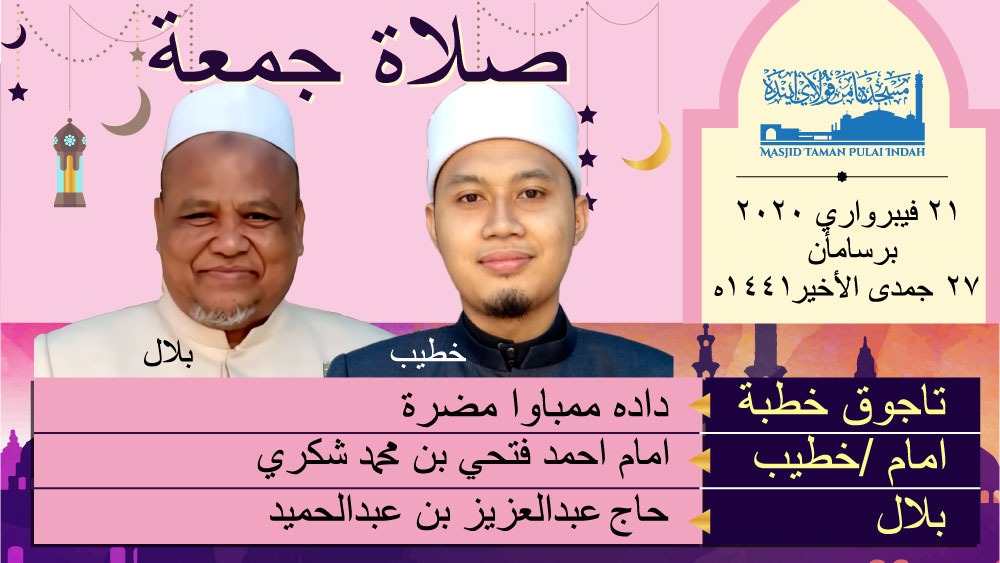 صلاة جمعة
مسجد تامن ڤولاي اينده
MASJID TAMAN PULAI INDAH
٢١ فيبرواري ٢٠٢٠
برسامأن
٢٧ جمدى الأخير١٤٤١ه
بلال
خطيب
تاجوق خطبة
داده ممباوا مضرة
امام /خطيب
امام احمد فتحي بن محمد شكري
بلال
حاج عبدالعزيز بن عبدالحميد